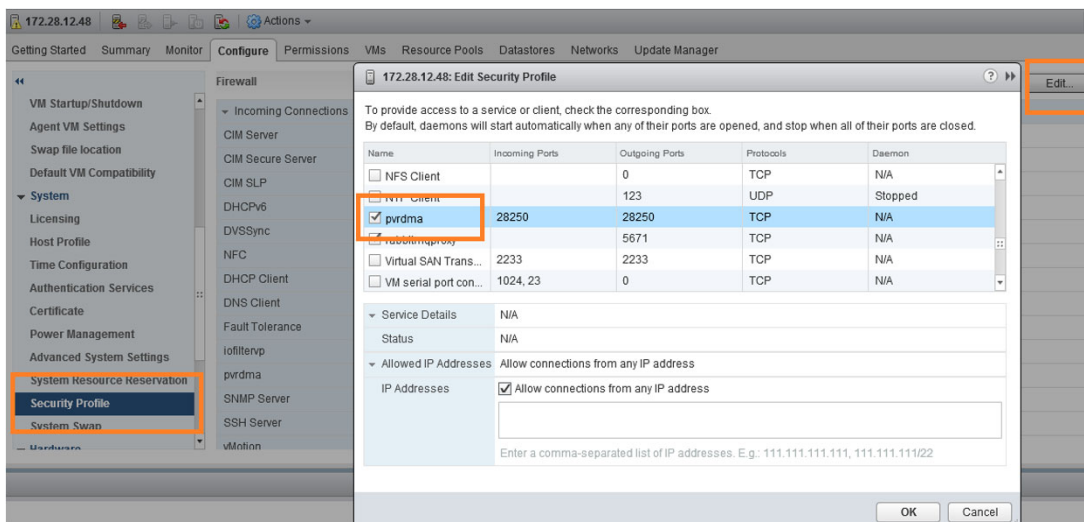 172.28.12.48 Actions
Getting Started Summary Monitor Configure Permissions VMs Resource Pools Datastores Networks Update Manager
VM Startup/Shutdown
Agent VM Settings
Swap file location
Default VM Compatibility
System
Licensing
Host Profile
Time Configuration
Authentication Services
Certificate
Power Management
Advanced System Settings
System Resource Reservation
Security Profile
System Swap
Hardware
Firewall
Incoming Connections
CIM Server
CIM Secure Server
CIM SLP
DHCPv6
DVSSync
NFC
DHCP Client
DNS Client
Fault Tolerance
iofiltervp
pvrdma
SNMP Server
SSH Server
vMotion
Edit...
172.28.12.48: Edit Security Profile
To provide access to a service or client, check the corresponding box.
By default, daemons will start automatically when any of their ports are opened, and stop when all of their ports are closed.
Name Incoming Ports Outgoing Ports Protocols Daemon
NFS Client 0 TCP N/A
NTP Client 123 UDP Stopped
pvrdma 28250 28250 TCP N/A
rabbitmqproxy 5671 TCP N/A
Virtual SAN Trans... 2233 2233 TCP N/A
VM serial port con... 1024, 23 0 TCP N/A
Service Details N/A
Status N/A
Allowed IP Addresses Allow connections from any IP address
IP Addresses Allow connections from any IP address
Enter a comma-separated list of IP addresses. E.g.: 111.111.111.111, 111.111.111/22
OK Cancel